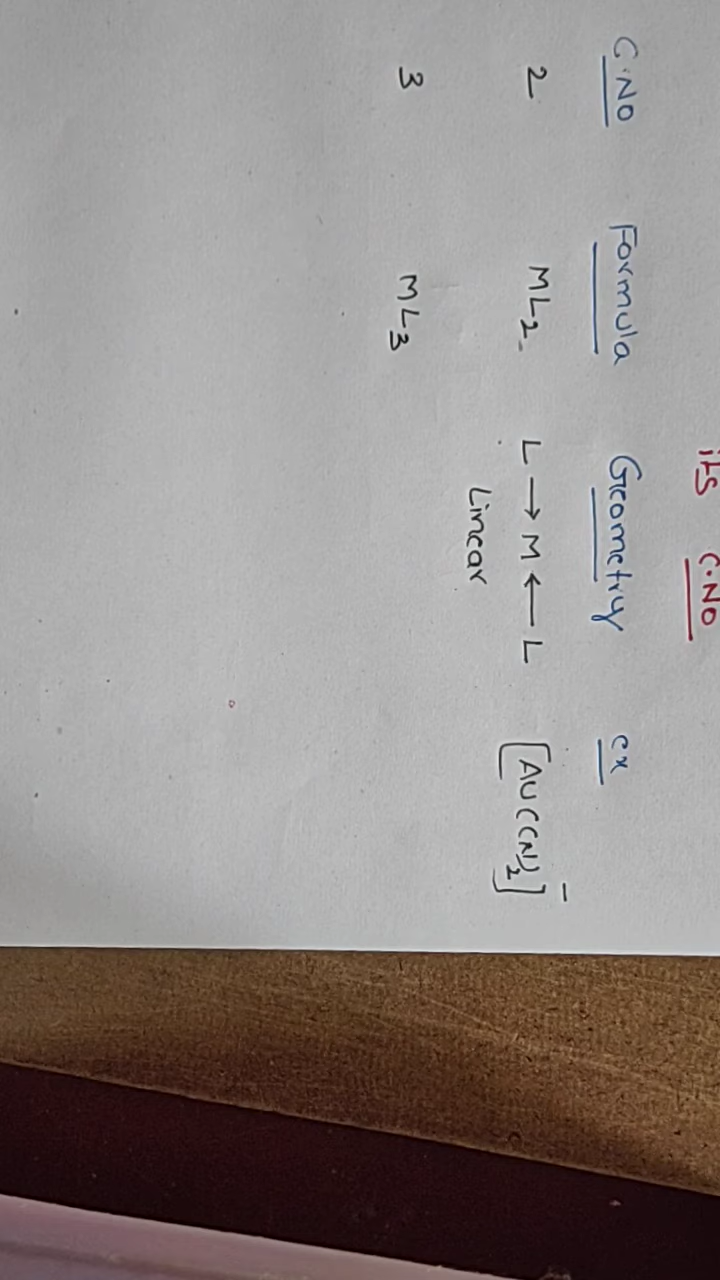 its C.NO
C.NO Formula Geometry ex
2 ML2 L → M ← L [Au(CN)2]⁻
Linear
3 ML3